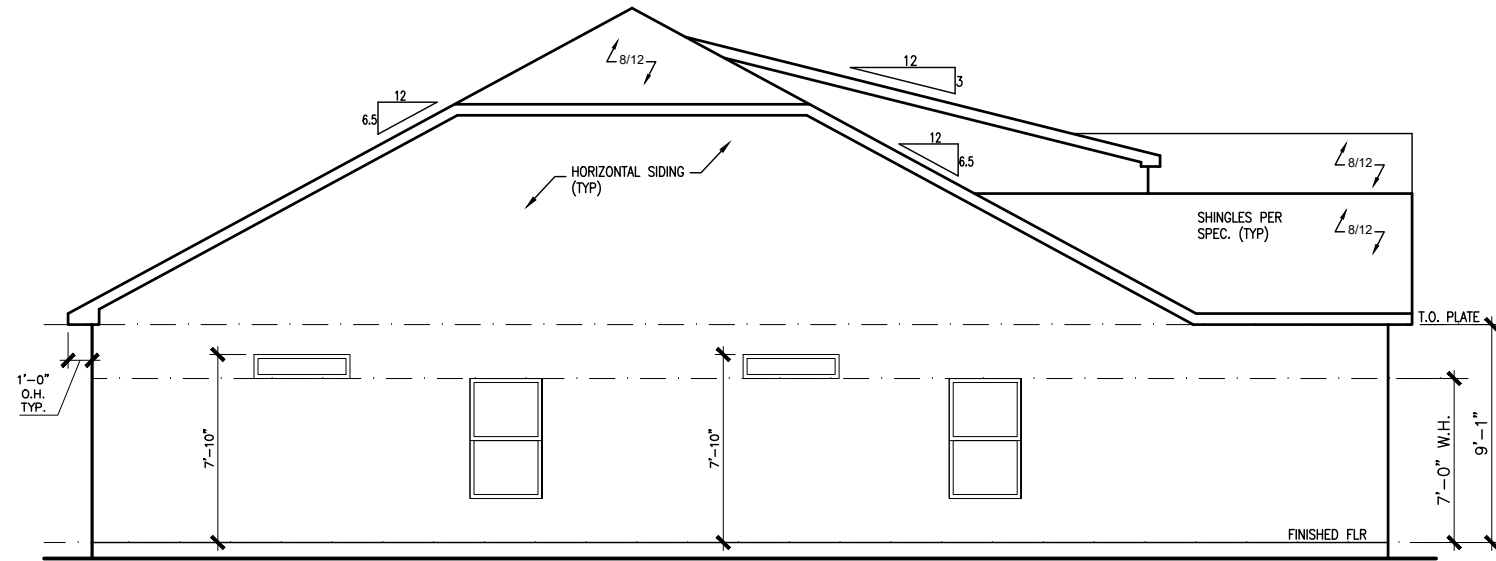 8/12
12
3
12
6.5
12
6.5
8/12
HORIZONTAL SIDING
(TYP)
SHINGLES PER
SPEC. (TYP)
8/12
T.O. PLATE
1'-0"
O.H.
TYP.
7'-10"
7'-10"
7'-0" W.H.
9'-1"
FINISHED FLR